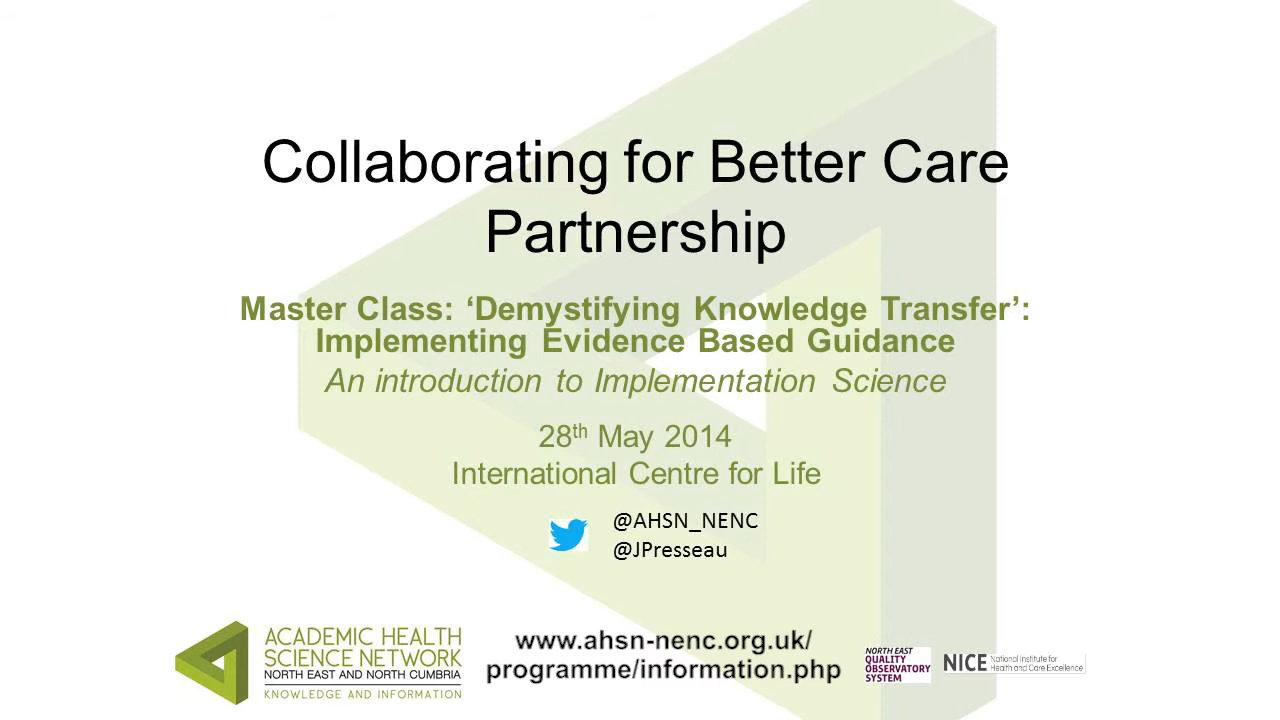 Collaborating for Better Care
Partnership
Master Class: ‘Demystifying Knowledge Transfer’:
Implementing Evidence Based Guidance
An introduction to Implementation Science
28th May 2014
International Centre for Life
@AHSN_NENC
@JPresseau
ACADEMIC HEALTH
SCIENCE NETWORK
NORTH EAST AND NORTH CUMBRIA
KNOWLEDGE AND INFORMATION
www.ahsn-nenc.org.uk/
programme/information.php
NORTH EAST
QUALITY
OBSERVATORY
SYSTEM
NICE National Institute for
Health and Care Excellence